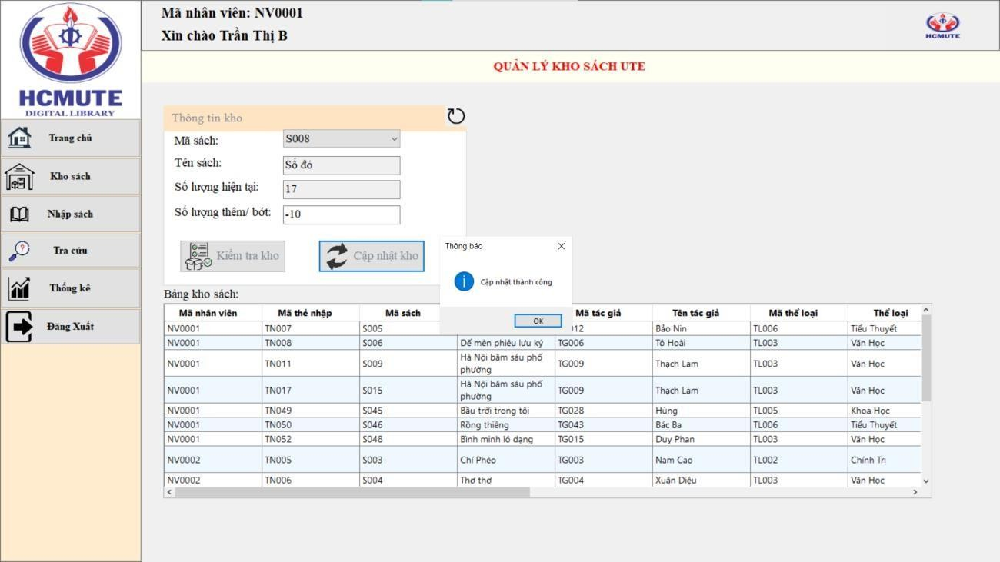 HCMUTE
DIGITAL LIBRARY
Mã nhân viên: NV0001
Xin chào Trần Thị B
HCMUTE
QUẢN LÝ KHO SÁCH UTE
Trang chủ
Kho sách
Nhập sách
Tra cứu
Thống kê
Đăng Xuất
Thông tin kho
Mã sách: S008
Tên sách: Số đỏ
Số lượng hiện tại: 17
Số lượng thêm/ bớt: -10
Kiểm tra kho Cập nhật kho
Thông báo
Cập nhật thành công
OK
Bảng kho sách:
Mã nhân viên Mã thẻ nhập Mã sách Mã tác giả Tên tác giả Mã thể loại Thể loại
NV0001 TN007 S005 012 Bảo Nin TL006 Tiểu Thuyết
NV0001 TN008 S006 Dế mèn phiêu lưu ký TG006 Tô Hoài TL003 Văn Học
NV0001 TN011 S009 Hà Nội băm sáu phố phường TG009 Thạch Lam TL003 Văn Học
NV0001 TN017 S015 Hà Nội băm sáu phố phường TG009 Thạch Lam TL003 Văn Học
NV0001 TN049 S045 Bầu trời trong tôi TG028 Hùng TL005 Khoa Học
NV0001 TN050 S046 Rồng thiêng TG043 Bác Ba TL006 Tiểu Thuyết
NV0001 TN052 S048 Bình minh ló dạng TG015 Duy Phan TL003 Văn Học
NV0002 TN005 S003 Chí Phèo TG003 Nam Cao TL002 Chính Trị
NV0002 TN006 S004 Thơ thơ TG004 Xuân Diệu TL003 Văn Học